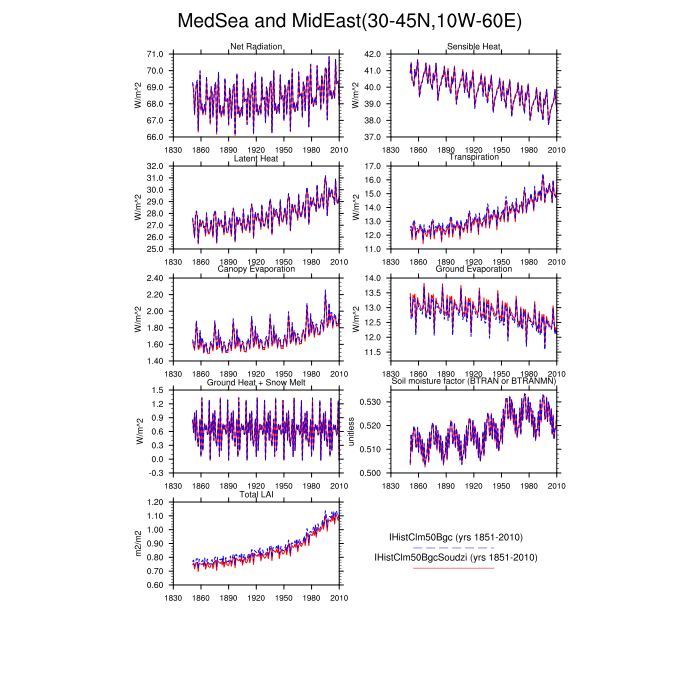 MedSea and MidEast(30-45N,10W-60E)
Net Radiation
Sensible Heat
71.0
70.0
69.0
68.0
67.0
66.0
W/m^2
1830 1860 1890 1920 1950 1980 2010
42.0
41.0
40.0
39.0
38.0
37.0
W/m^2
1830 1860 1890 1920 1950 1980 2010
Latent Heat
Transpiration
32.0
31.0
30.0
29.0
28.0
27.0
26.0
25.0
W/m^2
1830 1860 1890 1920 1950 1980 2010
17.0
16.0
15.0
14.0
13.0
12.0
11.0
W/m^2
1830 1860 1890 1920 1950 1980 2010
Canopy Evaporation
Ground Evaporation
2.40
2.20
2.00
1.80
1.60
1.40
W/m^2
1830 1860 1890 1920 1950 1980 2010
14.0
13.5
13.0
12.5
12.0
11.5
W/m^2
1830 1860 1890 1920 1950 1980 2010
Ground Heat + Snow Melt
Soil moisture factor (BTRAN or BTRANMN)
1.5
1.2
0.9
0.6
0.3
0.0
-0.3
W/m^2
1830 1860 1890 1920 1950 1980 2010
0.530
0.520
0.510
0.500
unitless
1830 1860 1890 1920 1950 1980 2010
Total LAI
1.20
1.10
1.00
0.90
0.80
0.70
0.60
m2/m2
1830 1860 1890 1920 1950 1980 2010
IHistClm50Bgc (yrs 1851-2010)
IHistClm50BgcSoudzi (yrs 1851-2010)